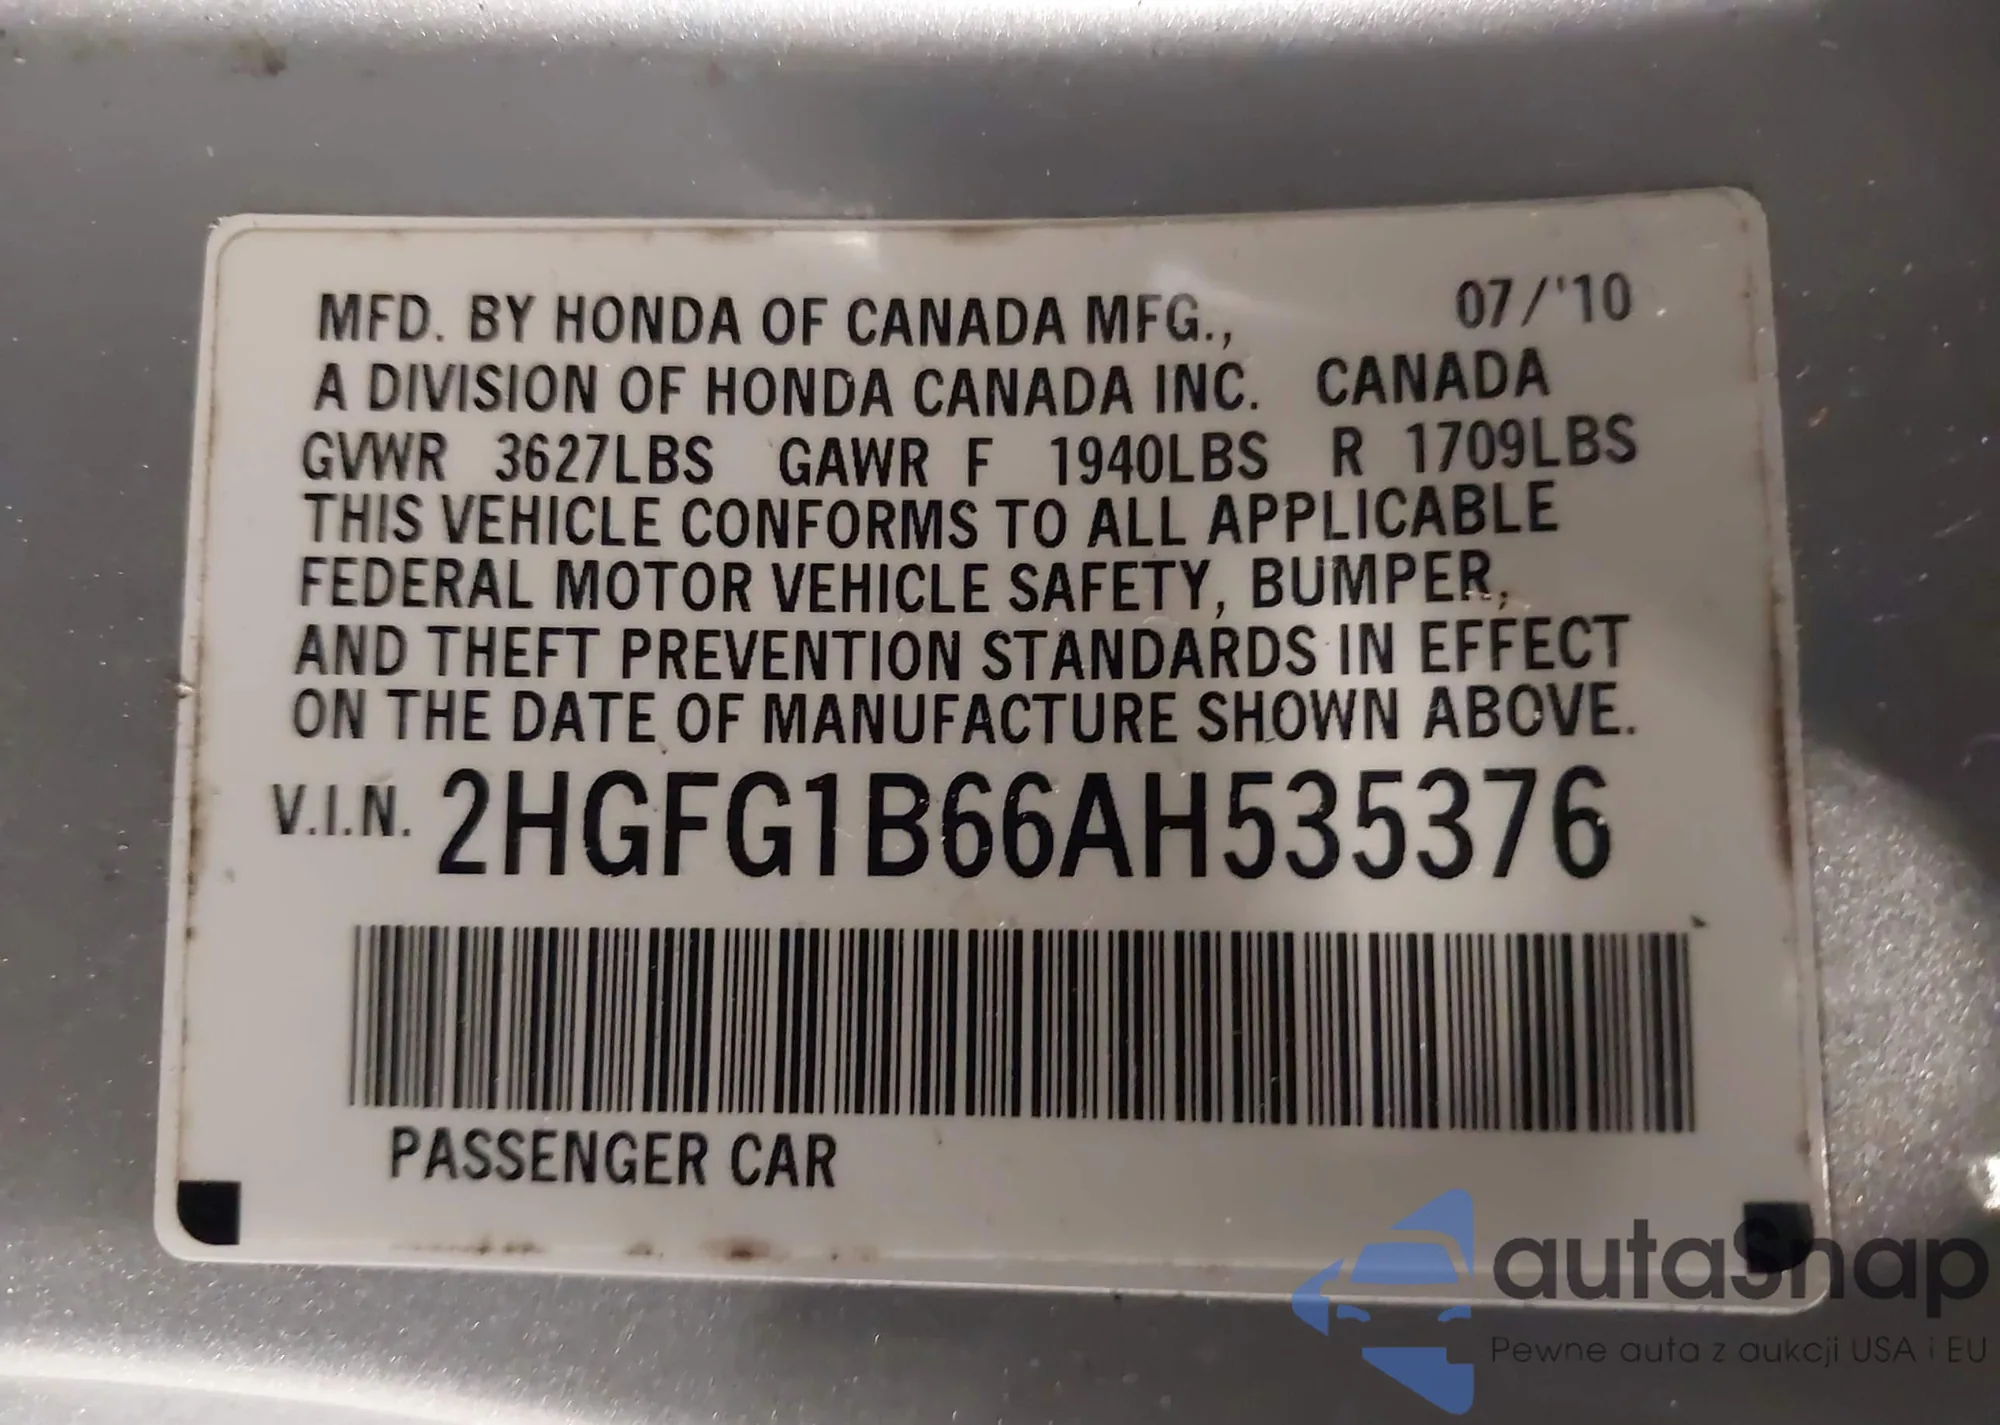 MFD. BY HONDA OF CANADA MFG., 07/'10
A DIVISION OF HONDA CANADA INC. CANADA
GVWR 3627LBS GAWR F 1940LBS R 1709LBS
THIS VEHICLE CONFORMS TO ALL APPLICABLE
FEDERAL MOTOR VEHICLE SAFETY, BUMPER,
AND THEFT PREVENTION STANDARDS IN EFFECT
ON THE DATE OF MANUFACTURE SHOWN ABOVE.
V.I.N. 2HGFG1B66AH535376
PASSENGER CAR
autaSnap
Pewne auta z aukcji USA i EU